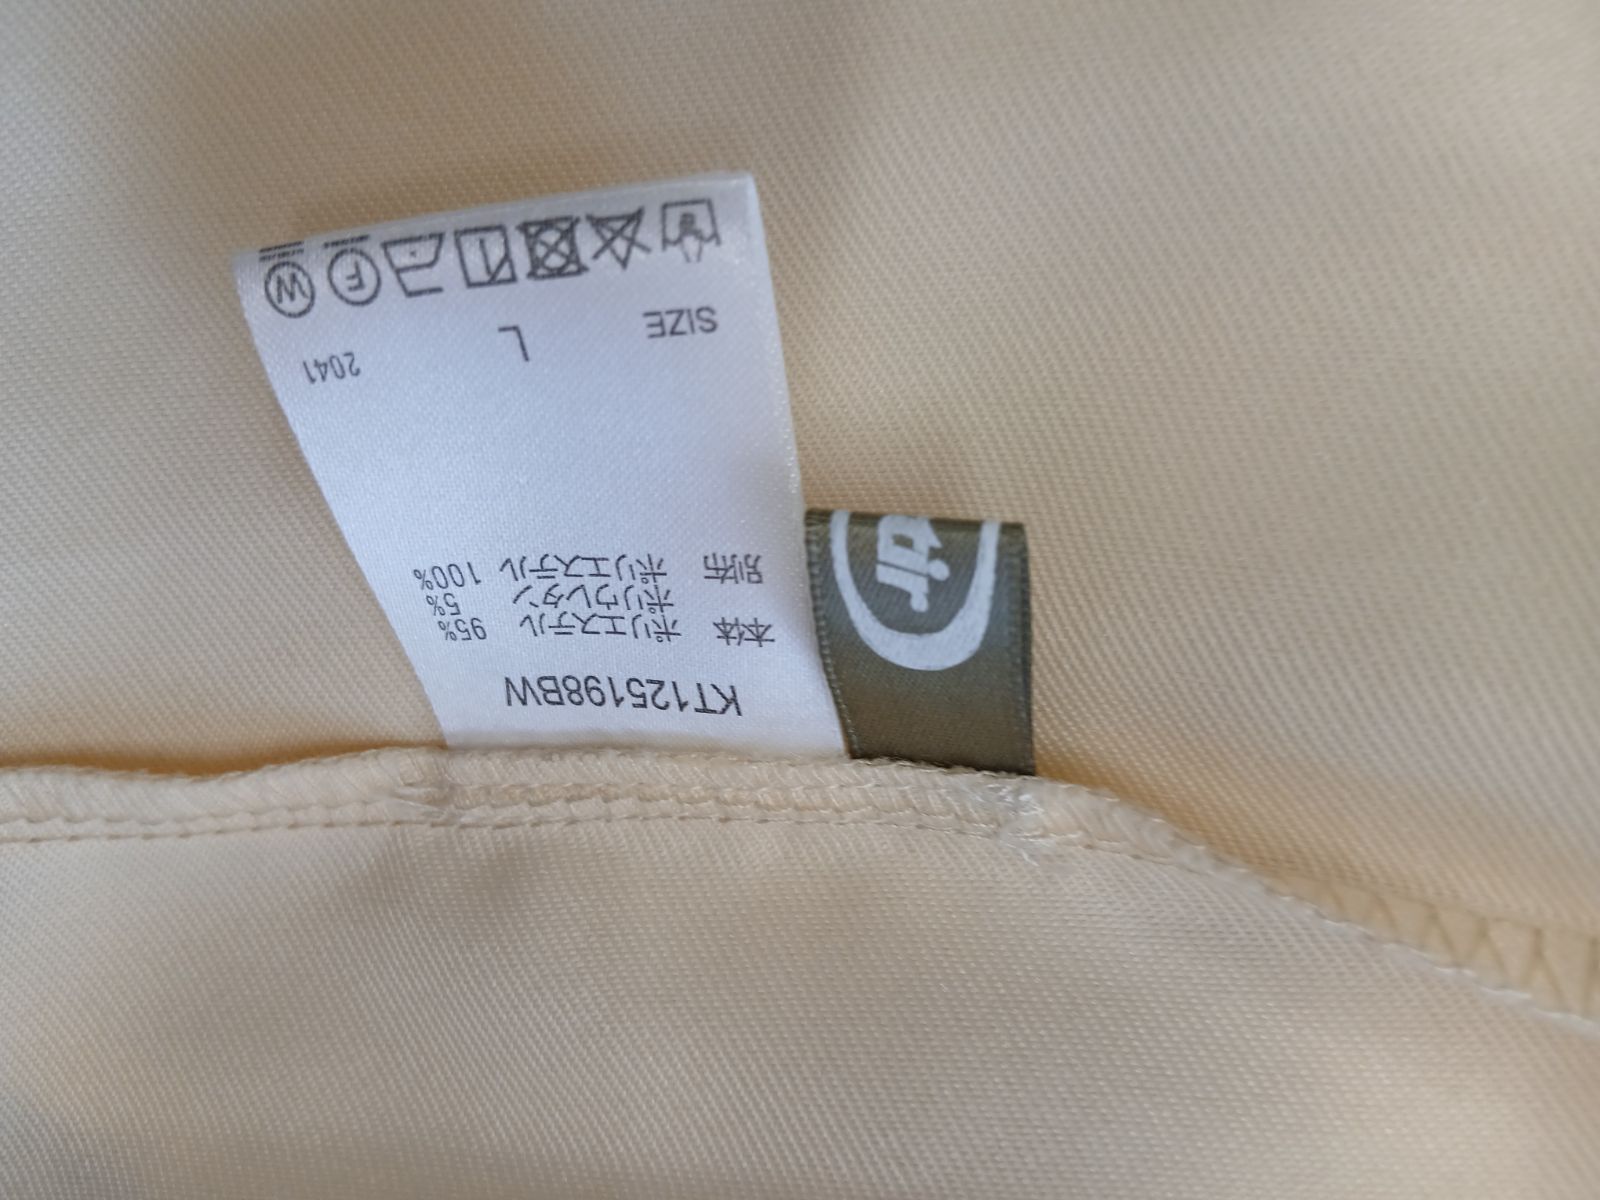 KT125198BW
本体 ポリエステル 95%
ポリウレタン 5%
別布 ポリエステル 100%
SIZE L 2041
F W
tir